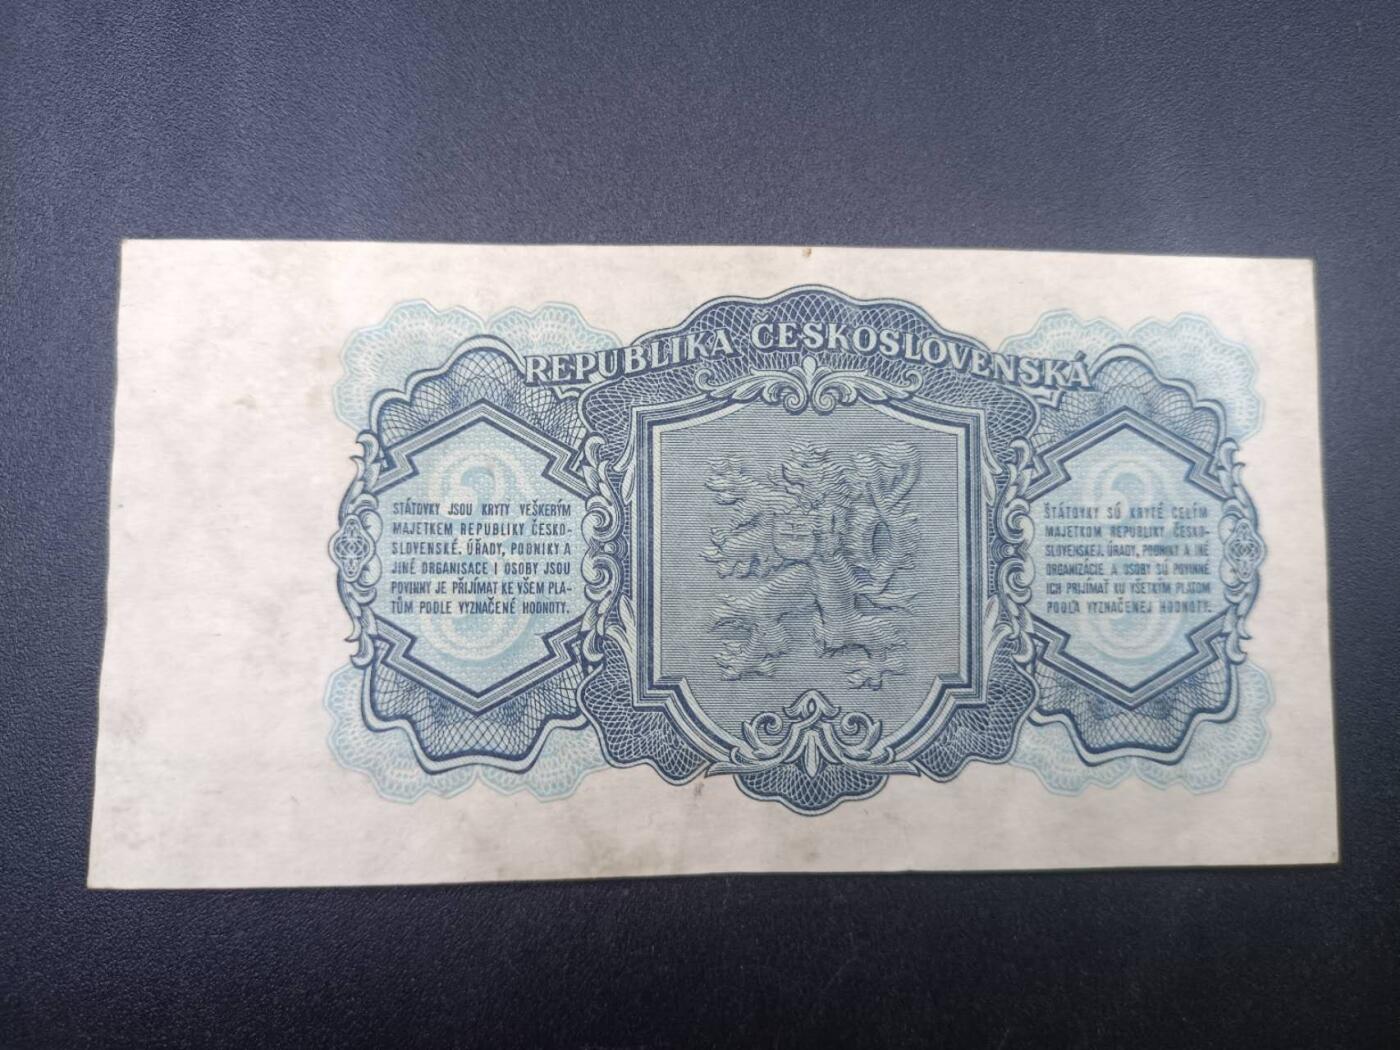 REPUBLIKA ČESKOSLOVENSKÁ
STÁTOVKY JSOU KRYTY VEŠKERÝM
MAJETKEM REPUBLIKY ČESKO-
SLOVENSKÉ. ÚŘADY, PODNIKY A
JINÉ ORGANISACE I OSOBY JSOU
POVINNY JE PŘIJÍMAT KE VŠEM PLA-
TŮM PODLE VYZNAČENÉ HODNOTY.
3
ŠTÁTOVKY SÚ KRYTÉ CELÝM
MAJETKOM REPUBLIKY ČESKO-
SLOVENSKEJ. ÚRADY, PODNIKY A INÉ
ORGANIZÁCIE A OSOBY SÚ POVINNÉ
ICH PRIJÍMAŤ KU VŠETKÝM PLATOM
PODĽA VYZNAČENEJ HODNOTY.
3